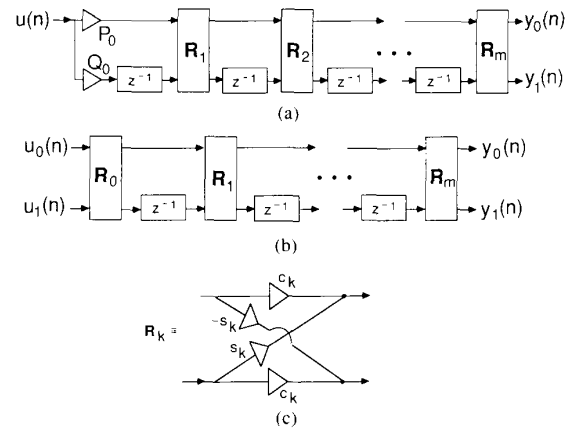 u(n) P₀ R₁ R₂ • • • Rₘ y₀(n)
Q₀ z⁻¹ z⁻¹ z⁻¹ z⁻¹ y₁(n)
(a)
u₀(n) R₀ R₁ • • • Rₘ y₀(n)
u₁(n) z⁻¹ z⁻¹ z⁻¹ y₁(n)
(b)
cₖ
Rₖ ≡ -sₖ
sₖ
cₖ
(c)